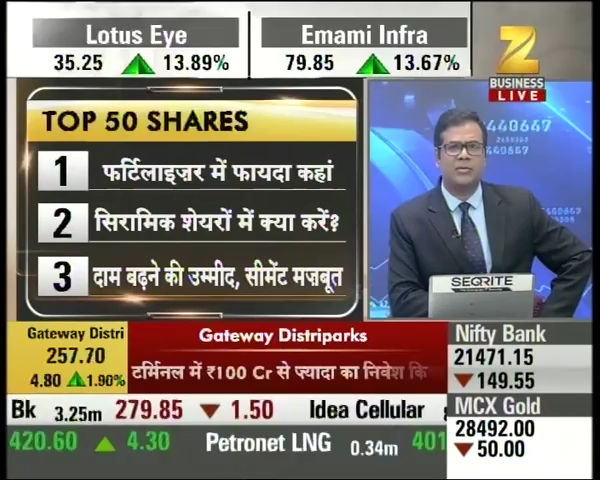 Lotus Eye
35.25 13.89%
Emami Infra
79.85 13.67%
BUSINESS
LIVE
TOP 50 SHARES
1 फर्टिलाइज़र में फायदा कहां
2 सिरामिक शेयरों में क्या करें?
3 दाम बढ़ने की उम्मीद, सीमेंट मज़बूत
440647
440647
SEQRITE
Gateway Distri
257.70
4.80 1.90%
Gateway Distriparks
टर्मिनल में ₹100 Cr से ज्यादा का निवेश कि
Nifty Bank
21471.15
149.55
MCX Gold
28492.00
50.00
Bk 3.25m 279.85 1.50 Idea Cellular
420.60 4.30 Petronet LNG 0.34m 401